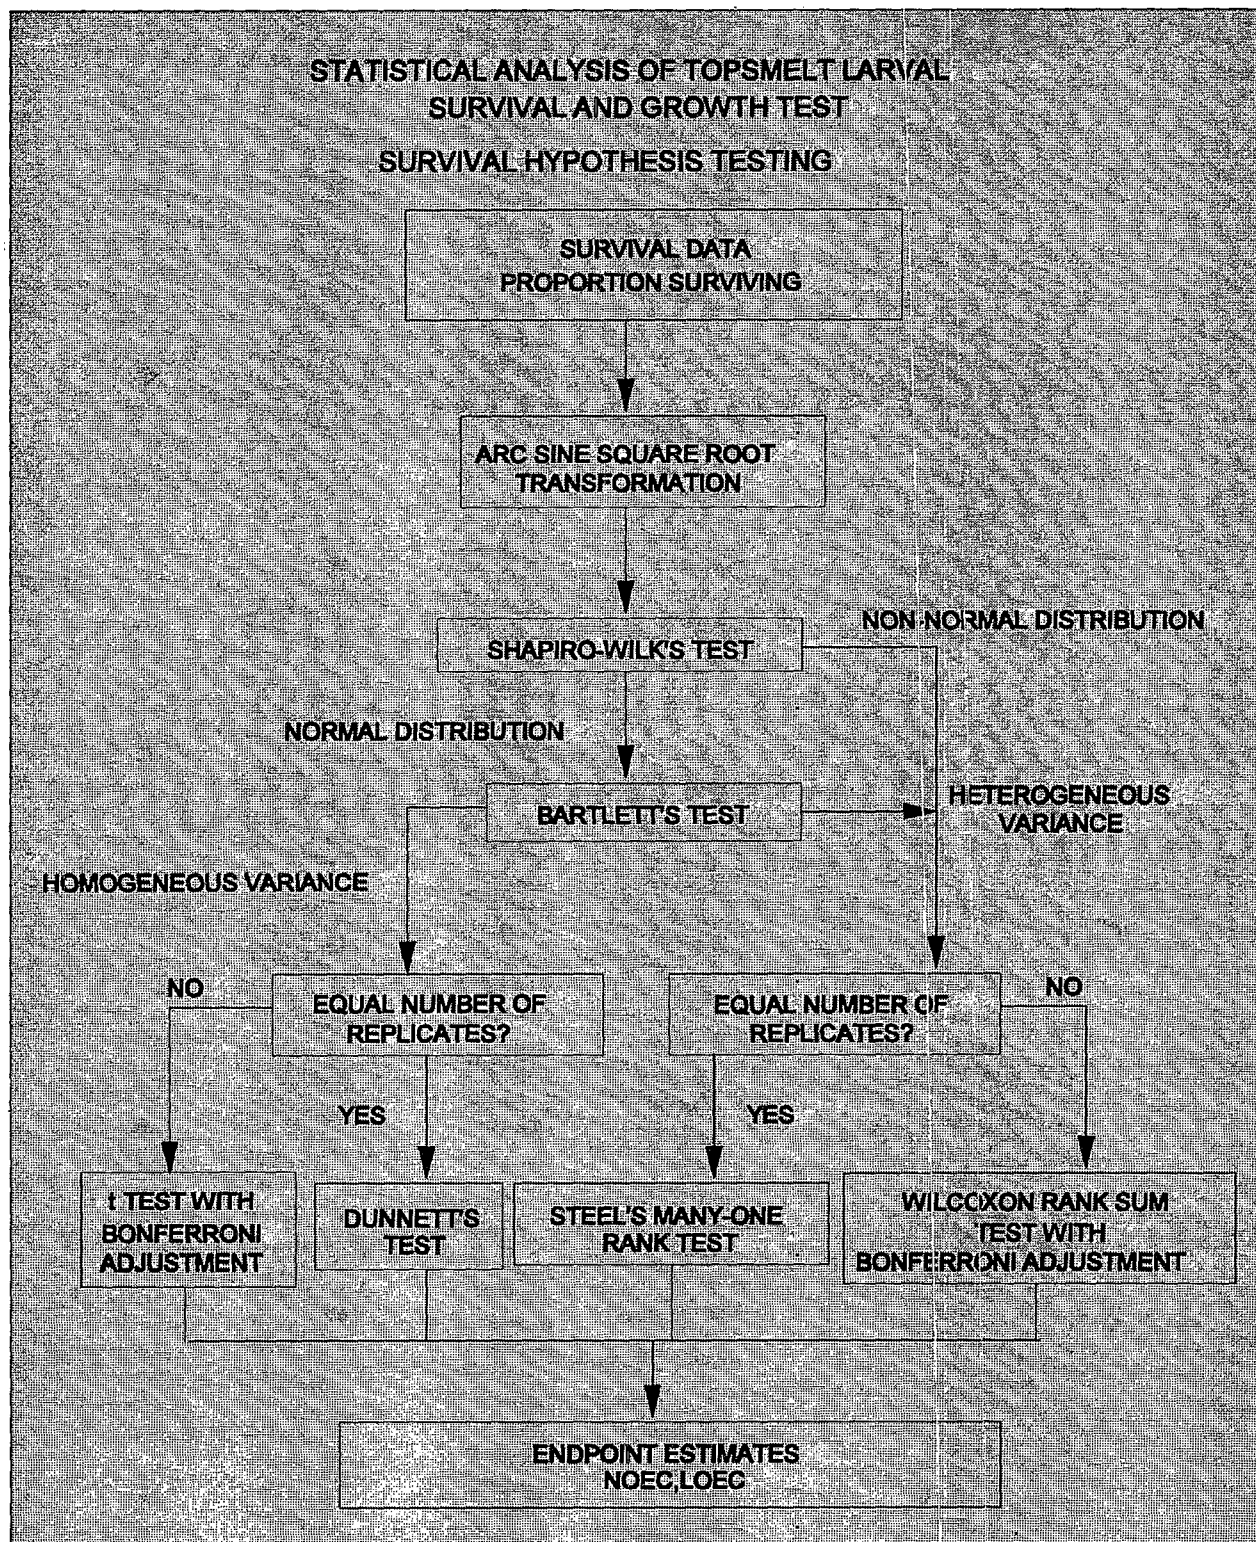 STATISTICAL ANALYSIS OF TOPSMELT LARVAL
SURVIVAL AND GROWTH TEST
SURVIVAL HYPOTHESIS TESTING
SURVIVAL DATA
PROPORTION SURVIVING
ARC SINE SQUARE ROOT
TRANSFORMATION
NON-NORMAL DISTRIBUTION
SHAPIRO-WILK'S TEST
NORMAL DISTRIBUTION
BARTLETT'S TEST
HETEROGENEOUS
VARIANCE
HOMOGENEOUS VARIANCE
NO
EQUAL NUMBER OF
REPLICATES?
EQUAL NUMBER OF
REPLICATES?
NO
YES
YES
t TEST WITH
BONFERRONI
ADJUSTMENT
DUNNETT'S
TEST
STEEL'S MANY-ONE
RANK TEST
WILCOXON RANK SUM
TEST WITH
BONFERRONI ADJUSTMENT
ENDPOINT ESTIMATES
NOEC,LOEC